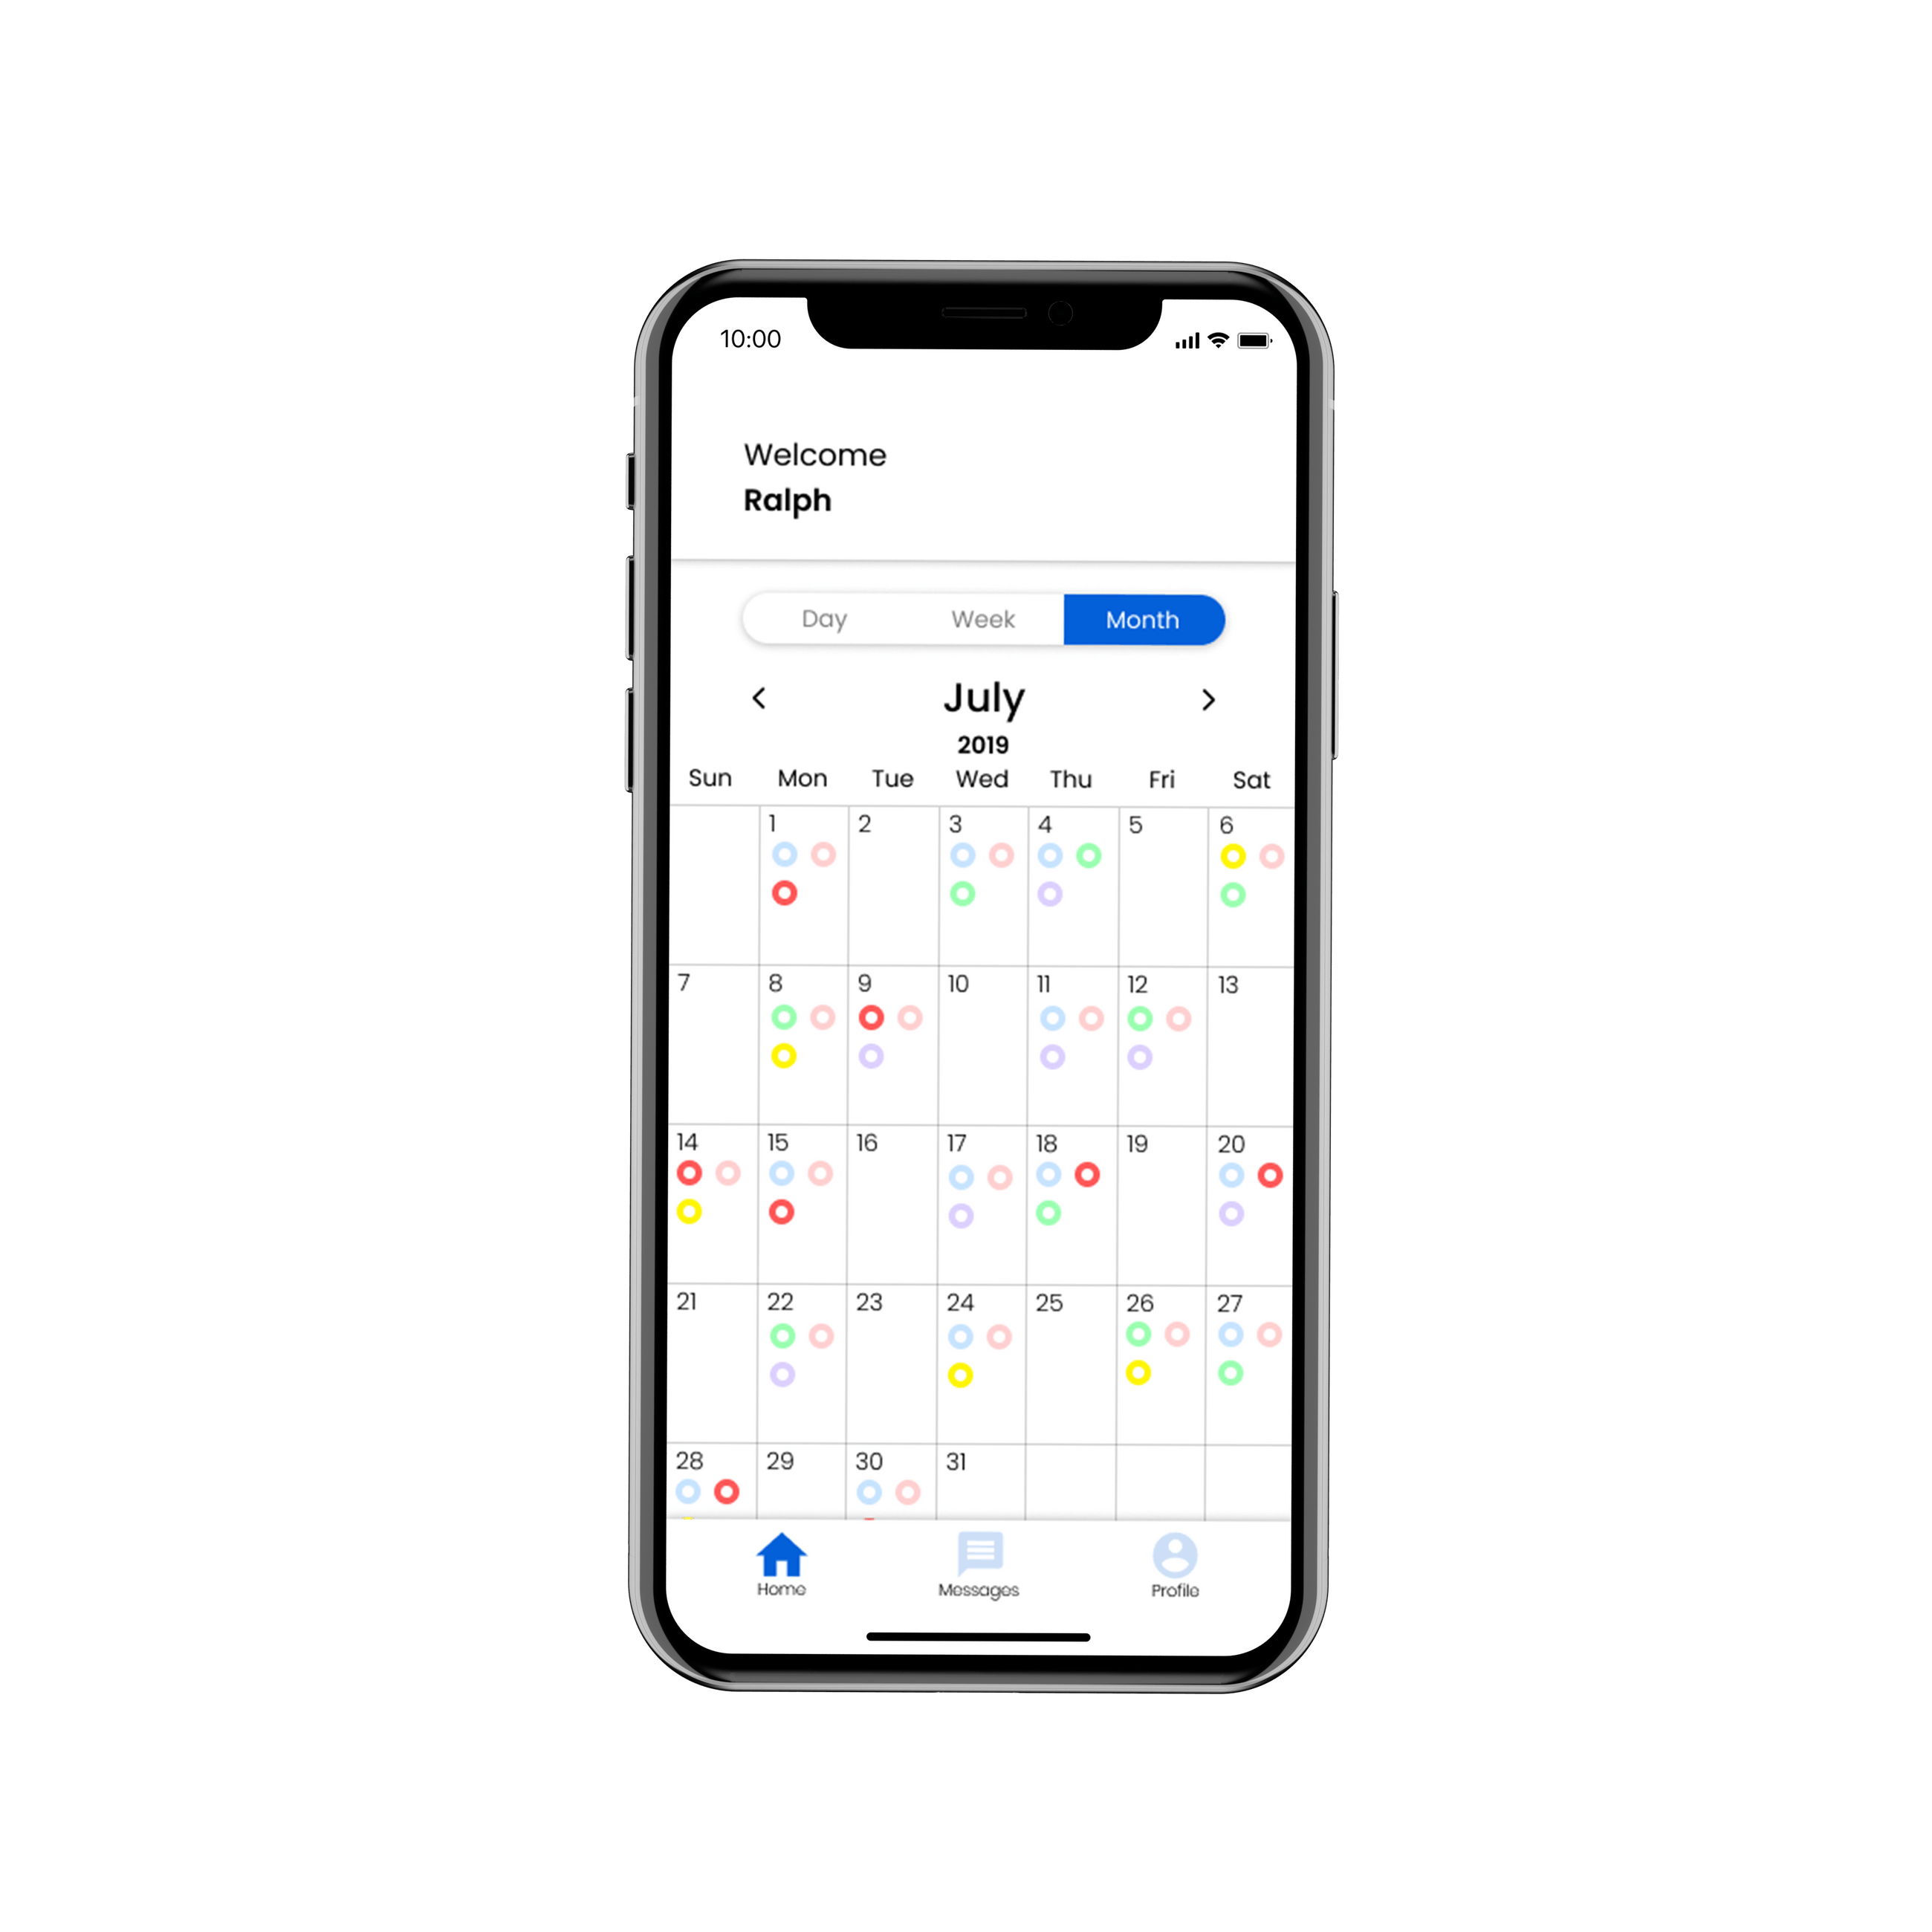 10:00
Welcome
Ralph
Day Week Month
July
2019
Sun Mon Tue Wed Thu Fri Sat
1 2 3 4 5 6
7 8 9 10 11 12 13
14 15 16 17 18 19 20
21 22 23 24 25 26 27
28 29 30 31
Home Messages Profile